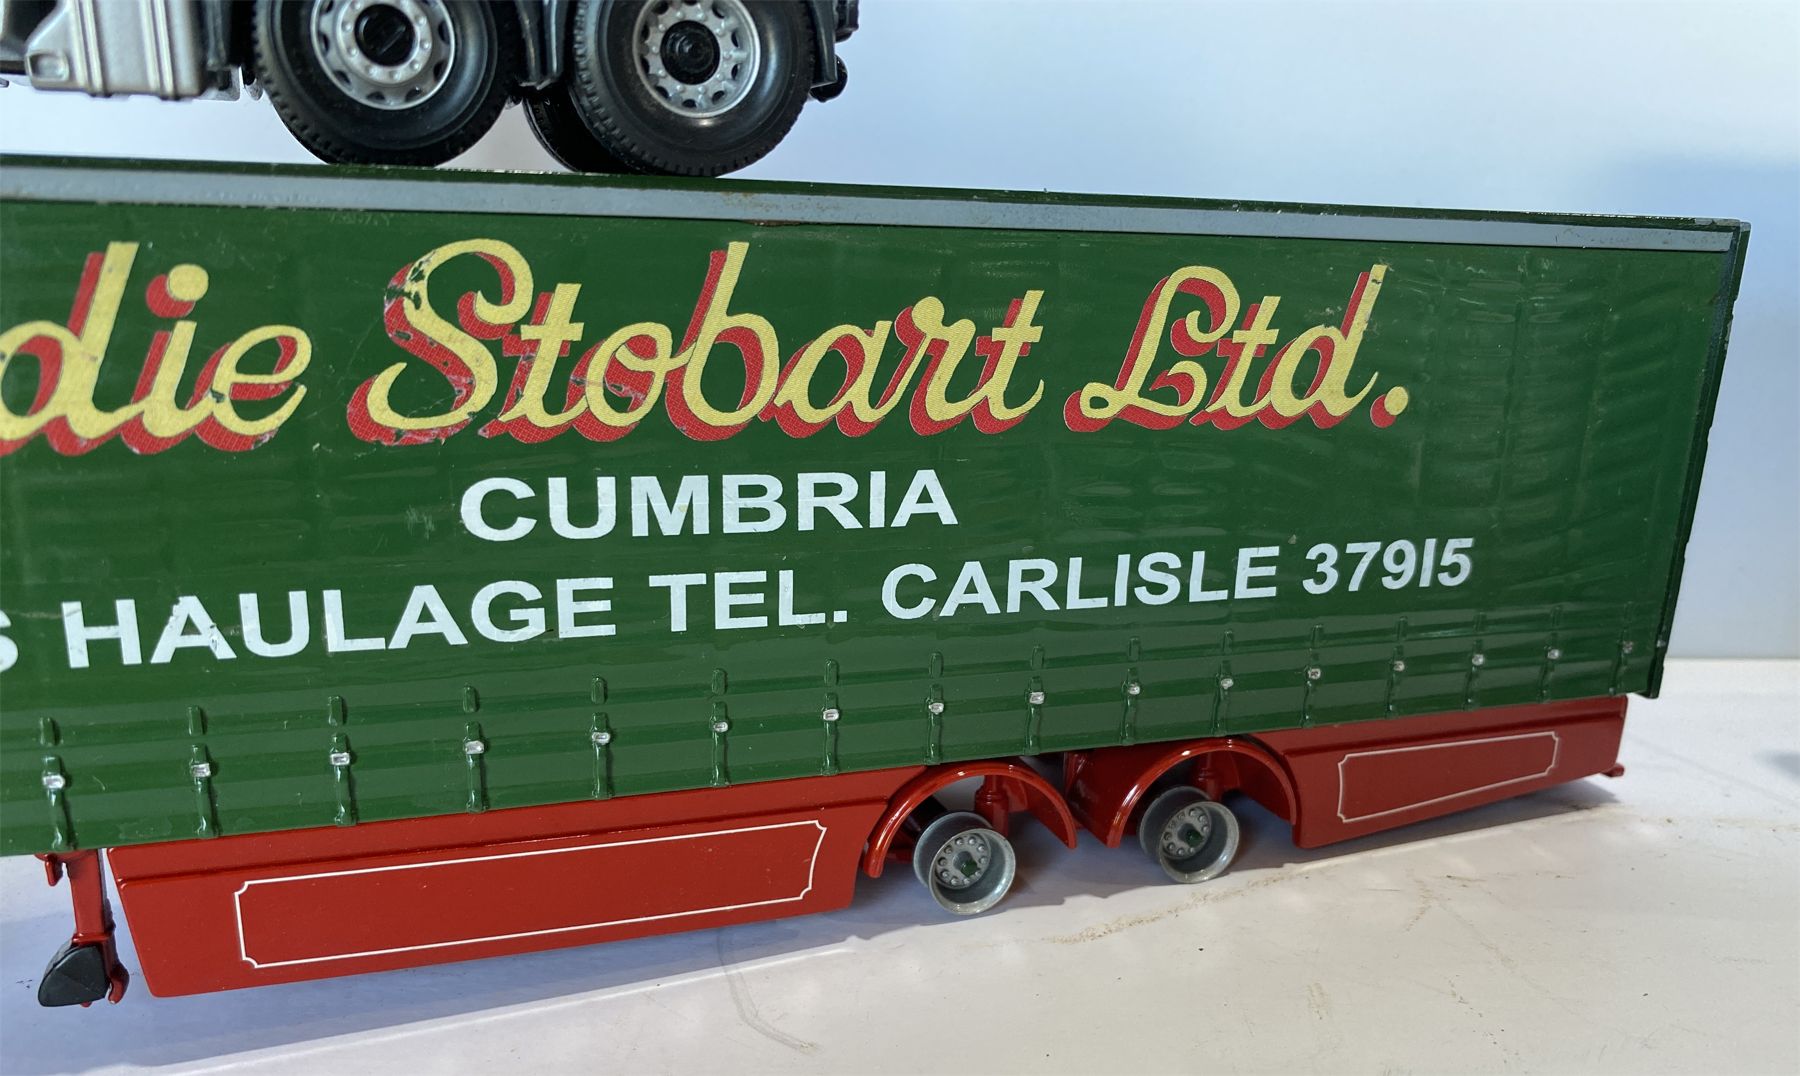 die Stobart Ltd.
CUMBRIA
S HAULAGE TEL. CARLISLE 37915